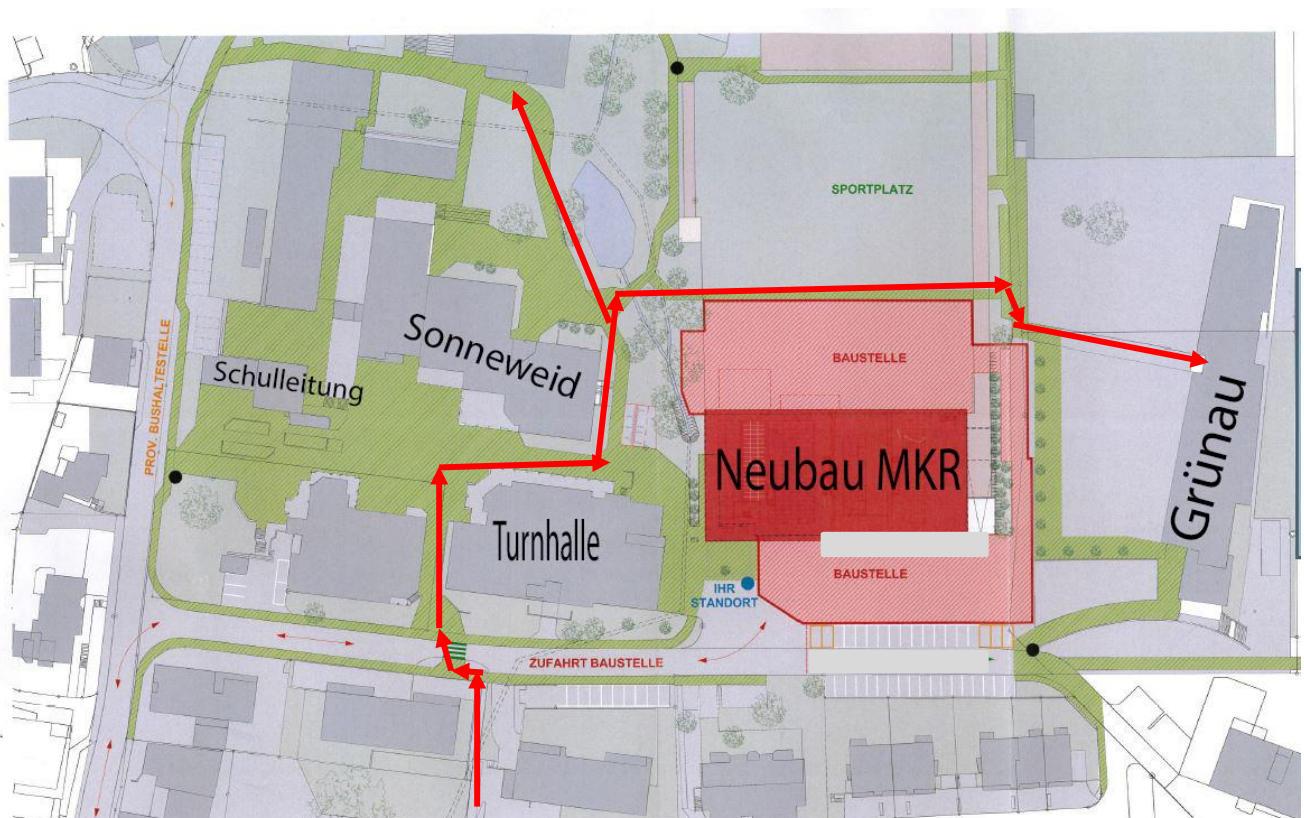 SPORTPLATZ
PROV. BUSHALTESTELLE
Sonneweid
Schulleitung
BAUSTELLE
Neubau MKR
Grünau
Turnhalle
BAUSTELLE
IHR
STANDORT
ZUFAHRT BAUSTELLE